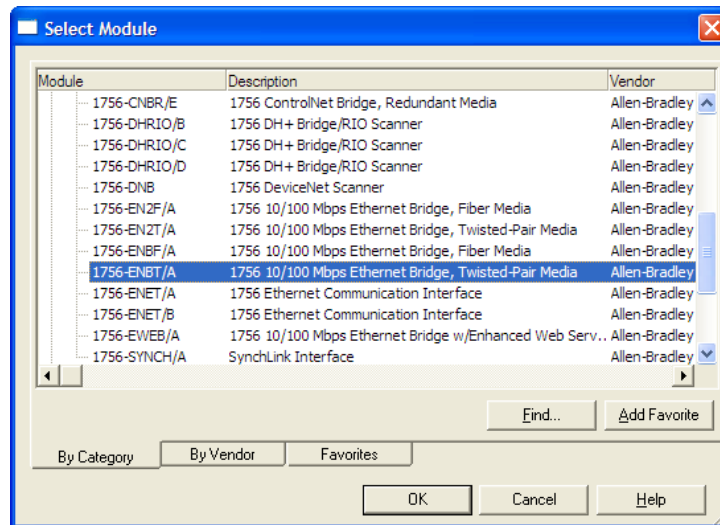 Select Module
Module Description Vendor
1756-CNBR/E 1756 ControlNet Bridge, Redundant Media Allen-Bradley
1756-DHRIO/B 1756 DH+ Bridge/RIO Scanner Allen-Bradley
1756-DHRIO/C 1756 DH+ Bridge/RIO Scanner Allen-Bradley
1756-DHRIO/D 1756 DH+ Bridge/RIO Scanner Allen-Bradley
1756-DNB 1756 DeviceNet Scanner Allen-Bradley
1756-EN2F/A 1756 10/100 Mbps Ethernet Bridge, Fiber Media Allen-Bradley
1756-EN2T/A 1756 10/100 Mbps Ethernet Bridge, Twisted-Pair Media Allen-Bradley
1756-ENBF/A 1756 10/100 Mbps Ethernet Bridge, Fiber Media Allen-Bradley
1756-ENBT/A 1756 10/100 Mbps Ethernet Bridge, Twisted-Pair Media Allen-Bradley
1756-ENET/A 1756 Ethernet Communication Interface Allen-Bradley
1756-ENET/B 1756 Ethernet Communication Interface Allen-Bradley
1756-EWEB/A 1756 10/100 Mbps Ethernet Bridge w/Enhanced Web Serv.. Allen-Bradley
1756-SYNCH/A SynchLink Interface Allen-Bradley
Find... Add Favorite
By Category By Vendor Favorites
OK Cancel Help